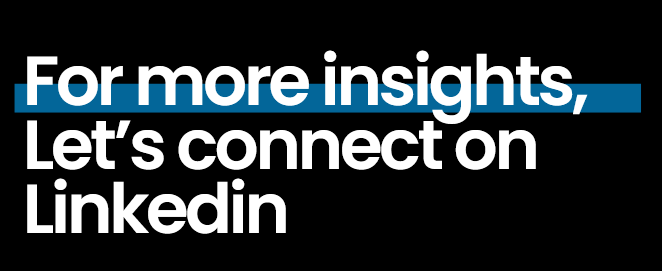 For more insights,
Let’s connect on
Linkedin